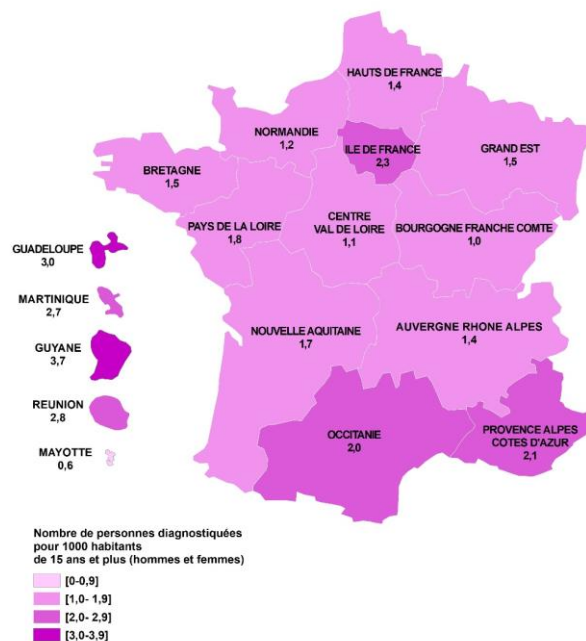 HAUTS DE FRANCE
1,4
NORMANDIE
1,2
ILE DE FRANCE
2,3
GRAND EST
1,5
BRETAGNE
1,5
PAYS DE LA LOIRE
1,8
CENTRE
VAL DE LOIRE
1,1
BOURGOGNE FRANCHE COMTE
1,0
GUADELOUPE
3,0
MARTINIQUE
2,7
GUYANE
3,7
REUNION
2,8
MAYOTTE
0,6
NOUVELLE AQUITAINE
1,7
AUVERGNE RHONE ALPES
1,4
OCCITANIE
2,0
PROVENCE ALPES
COTES D'AZUR
2,1
Nombre de personnes diagnostiquées
pour 1000 habitants
de 15 ans et plus (hommes et femmes)
[0-0,9]
[1,0- 1,9]
[2,0- 2,9]
[3,0-3,9]